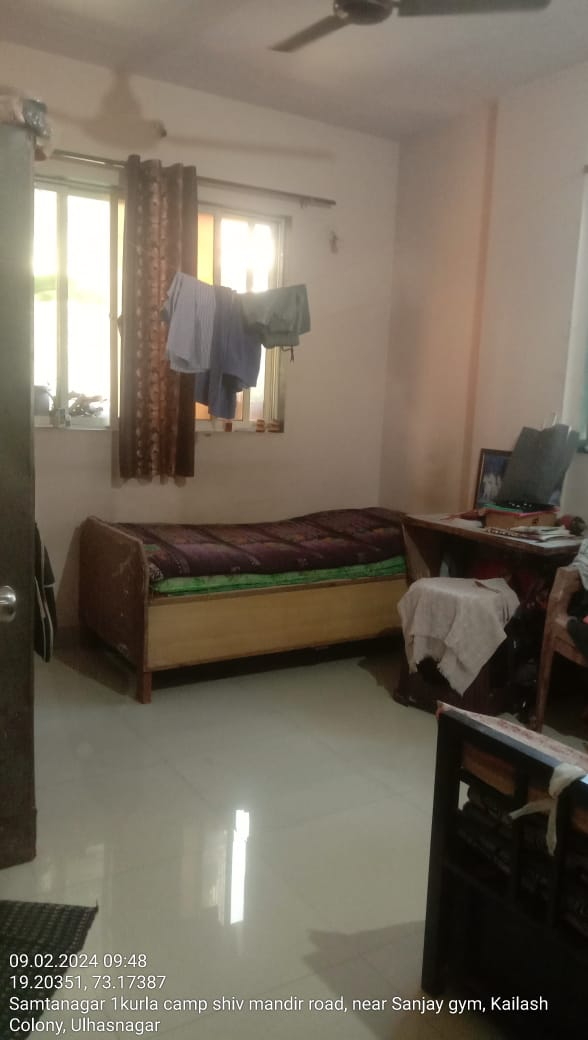 09.02.2024 09:48
19.20351, 73.17387
Samtanagar 1kurla camp shiv mandir road, near Sanjay gym, Kailash
Colony, Ulhasnagar